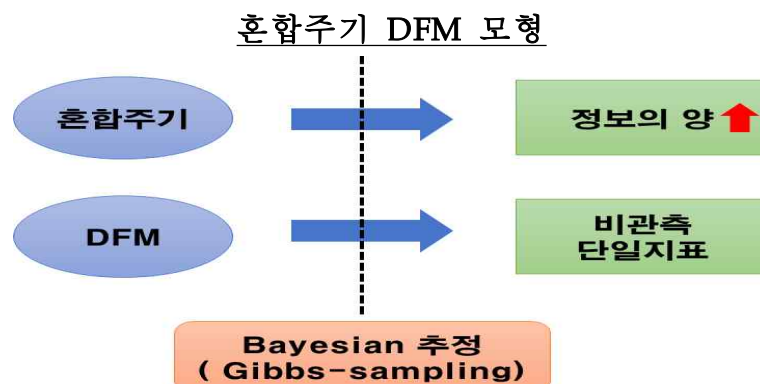 혼합주기 DFM 모형
혼합주기
정보의 양
DFM
비관측
단일지표
Bayesian 추정
( Gibbs-sampling)